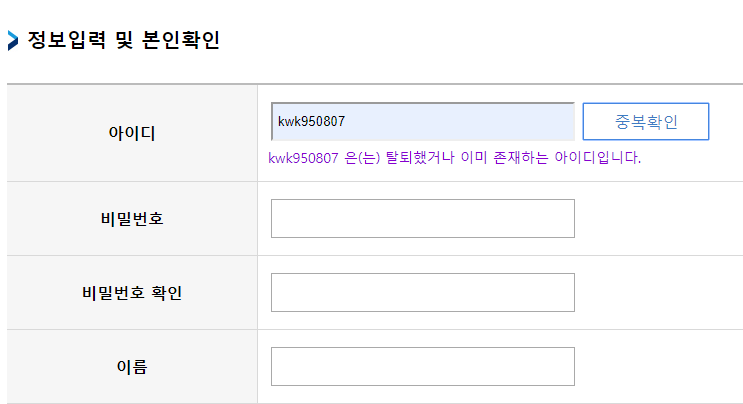 정보입력 및 본인확인
아이디
kwk950807
중복확인
kwk950807 은(는) 탈퇴했거나 이미 존재하는 아이디입니다.
비밀번호
비밀번호 확인
이름